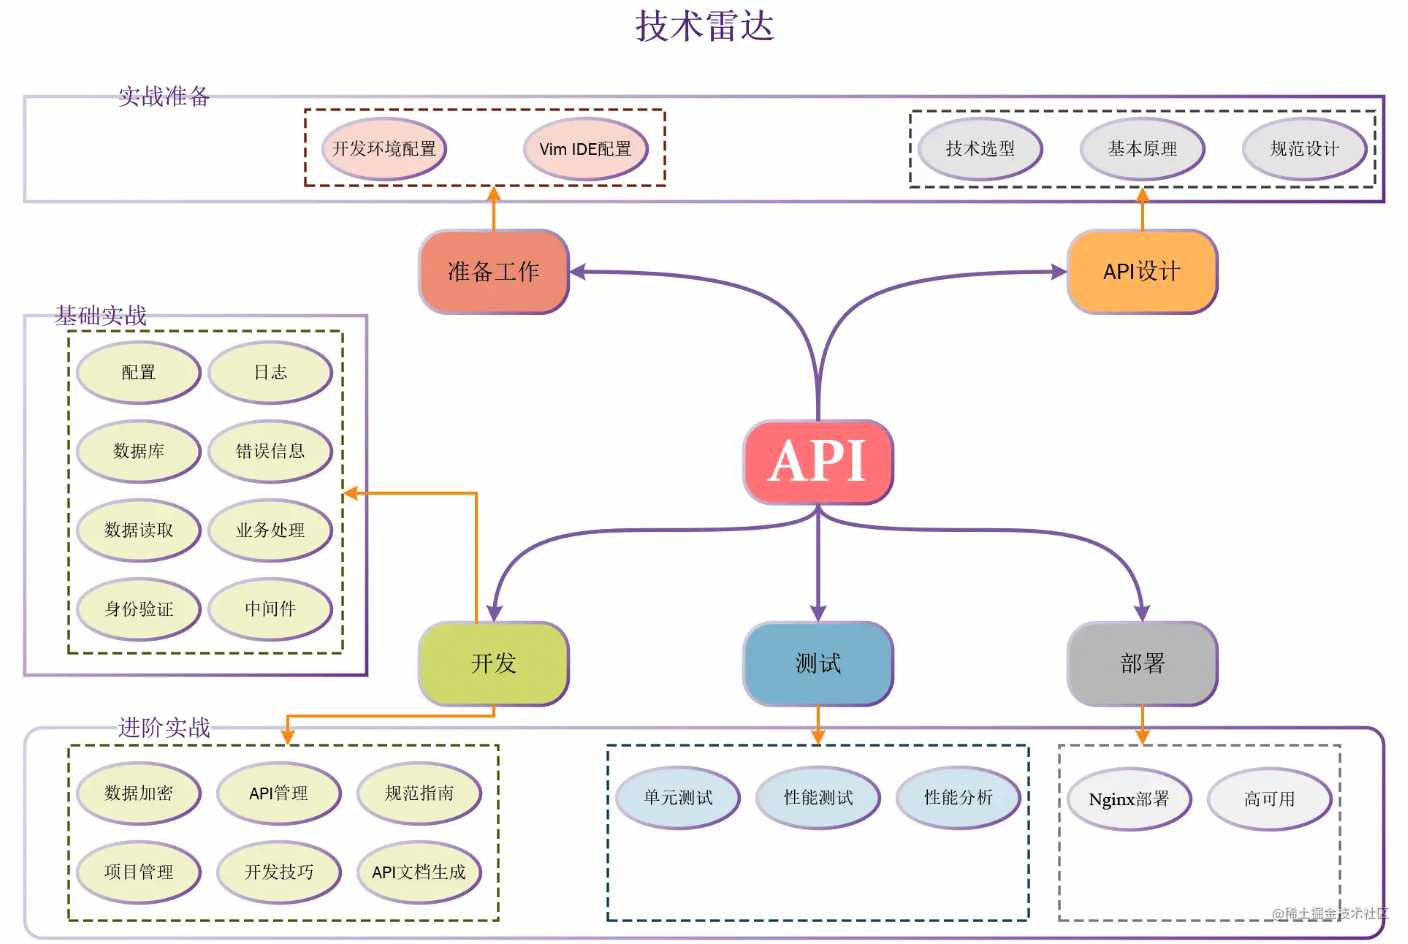 技术雷达
实战准备
开发环境配置
Vim IDE配置
技术选型
基本原理
规范设计
准备工作
API设计
基础实战
配置
日志
数据库
错误信息
数据读取
业务处理
身份验证
中间件
API
开发
测试
部署
进阶实战
数据加密
API管理
规范指南
项目管理
开发技巧
API文档生成
单元测试
性能测试
性能分析
Nginx部署
高可用
@稀土掘金技术社区